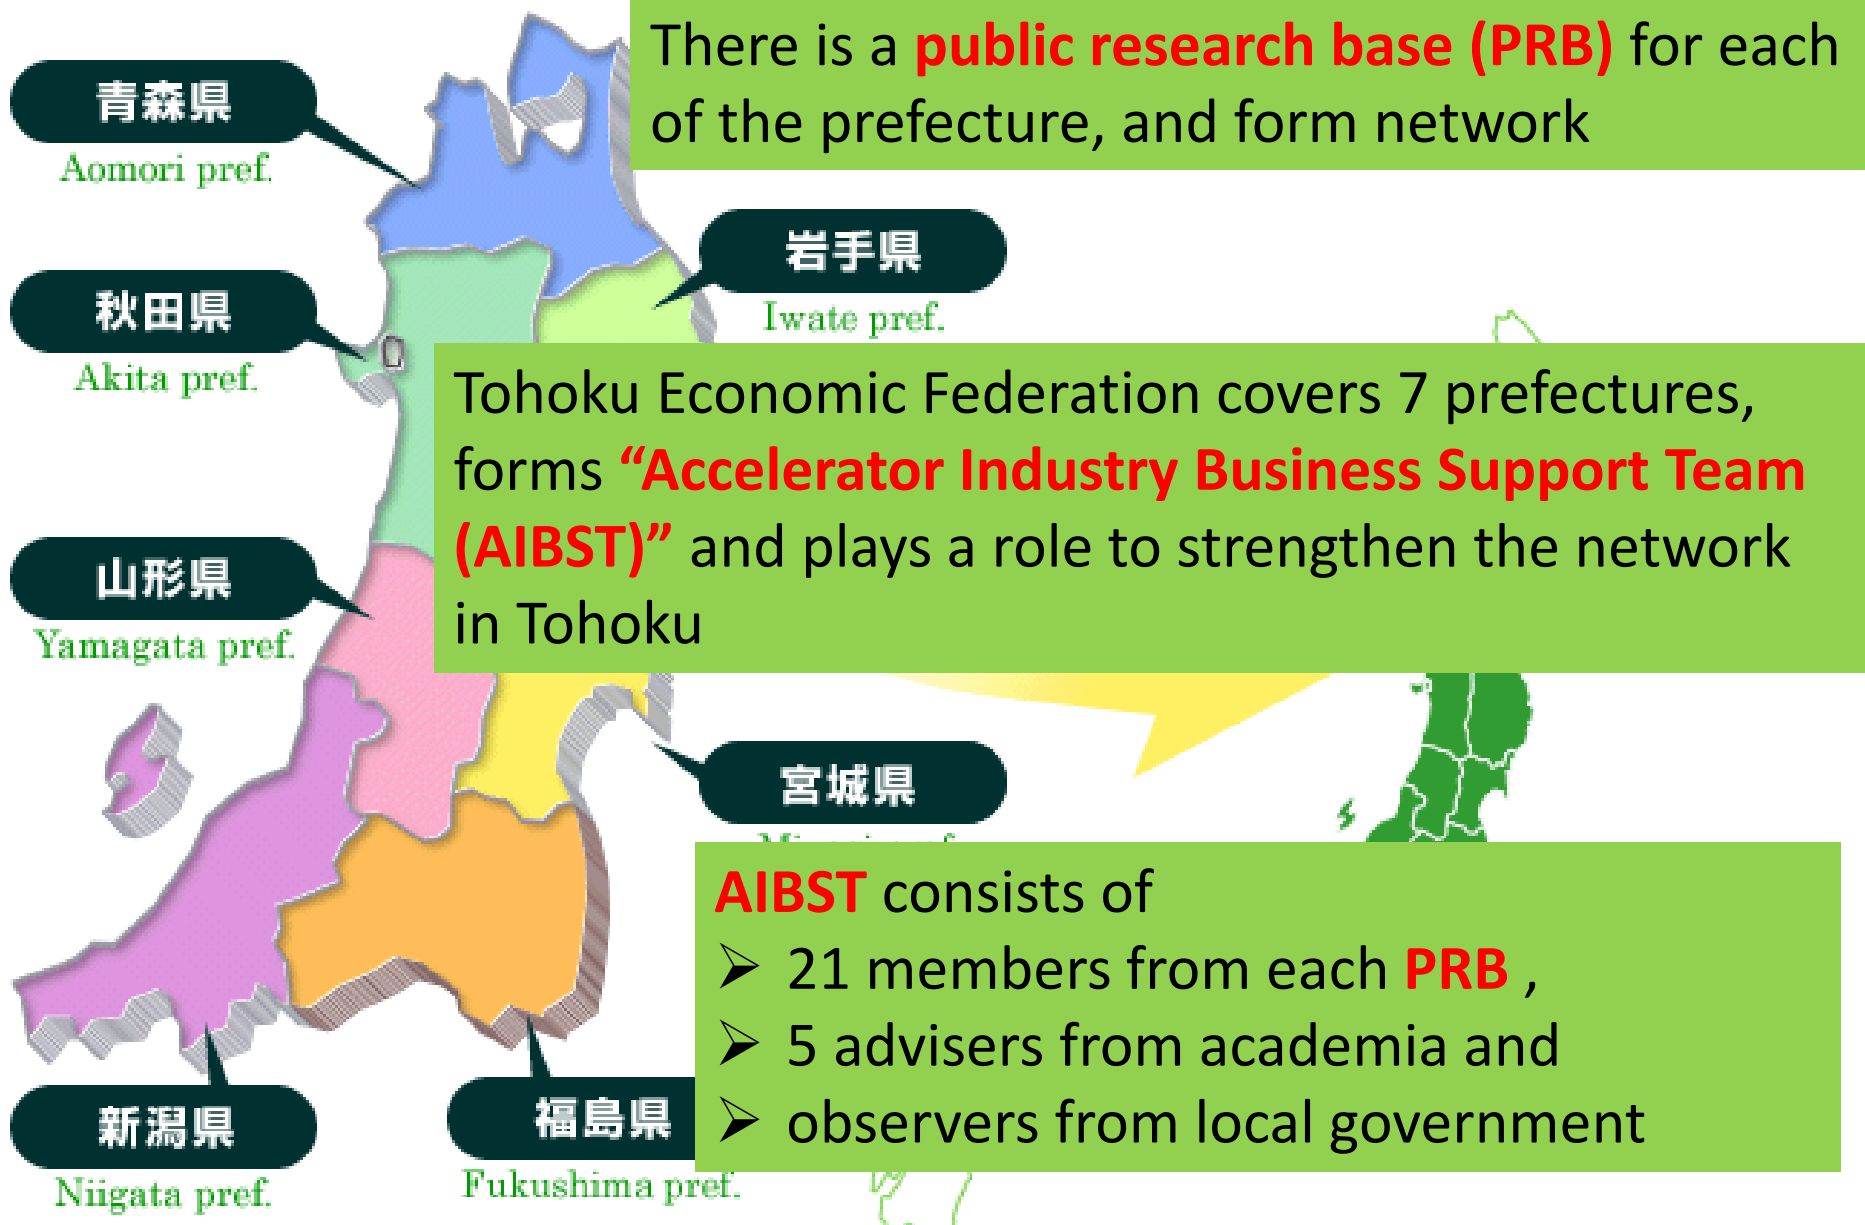 There is a public research base (PRB) for each
of the prefecture, and form network
青森県
Aomori pref.
岩手県
Iwate pref.
秋田県
Akita pref.
Tohoku Economic Federation covers 7 prefectures,
forms “Accelerator Industry Business Support Team
(AIBST)” and plays a role to strengthen the network
in Tohoku
山形県
Yamagata pref.
宮城県
AIBST consists of
➢ 21 members from each PRB ,
➢ 5 advisers from academia and
➢ observers from local government
新潟県
Niigata pref.
福島県
Fukushima pref.